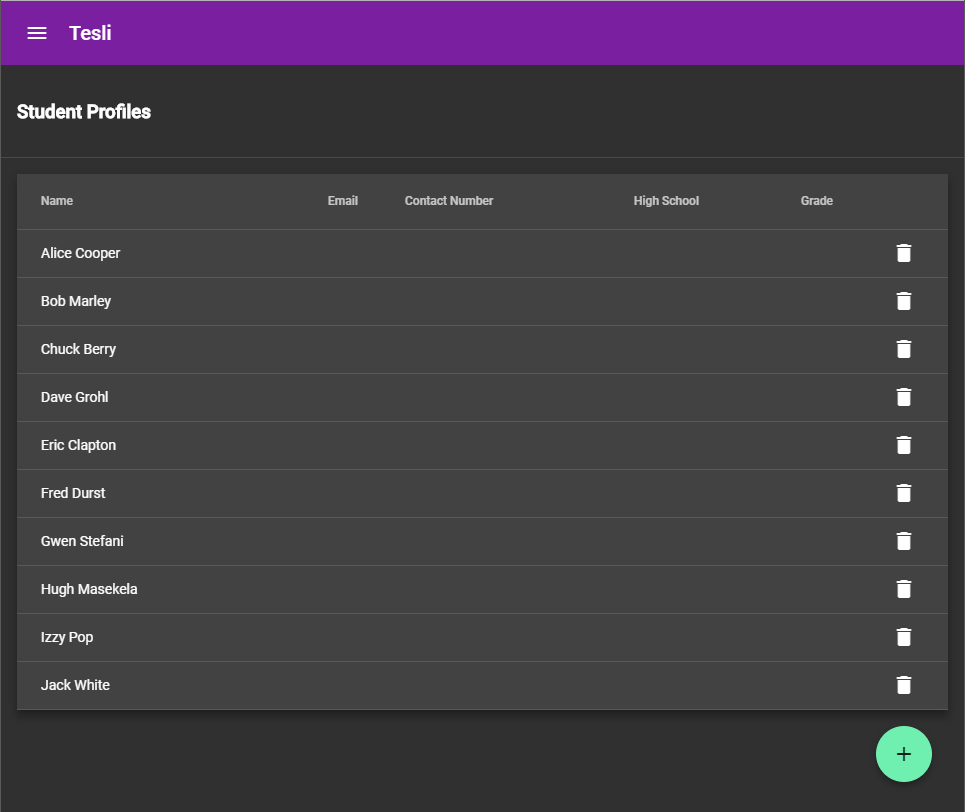 Tesli
Student Profiles
Name Email Contact Number High School Grade
Alice Cooper
Bob Marley
Chuck Berry
Dave Grohl
Eric Clapton
Fred Durst
Gwen Stefani
Hugh Masekela
Izzy Pop
Jack White